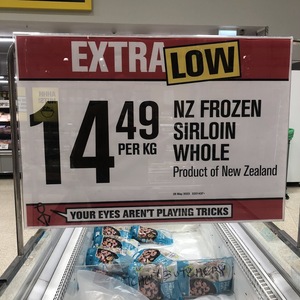 EXTRA LOW
14 49
PER KG
NZ FROZEN
SIRLOIN
WHOLE
Product of New Zealand
YOUR EYES AREN'T PLAYING TRICKS